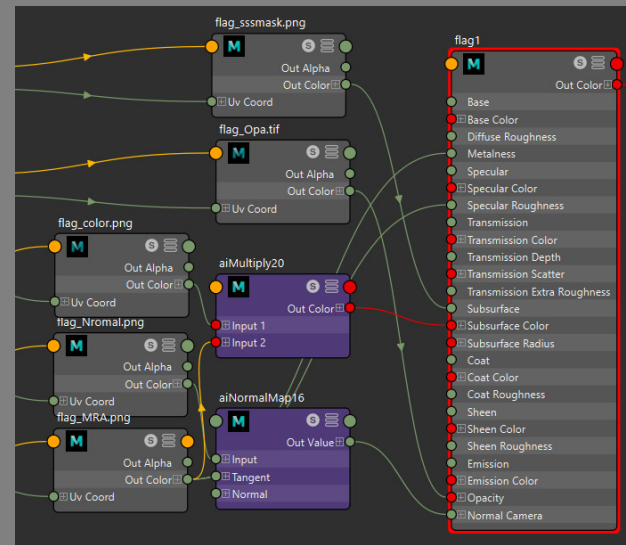 flag_sssmask.png
M
S
Out Alpha
Out Color
Uv Coord
flag_Opa.tif
M
S
Out Alpha
Out Color
Uv Coord
flag_color.png
M
S
Out Alpha
Out Color
Uv Coord
flag_Nromal.png
M
S
Out Alpha
Out Color
Uv Coord
flag_MRA.png
M
S
Out Alpha
Out Color
Uv Coord
aiMultiply20
M
S
Out Color
Input 1
Input 2
aiNormalMap16
M
S
Out Value
Input
Tangent
Normal
flag1
M
S
Out Color
Base
Base Color
Diffuse Roughness
Metalness
Specular
Specular Color
Specular Roughness
Transmission
Transmission Color
Transmission Depth
Transmission Scatter
Transmission Extra Roughness
Subsurface
Subsurface Color
Subsurface Radius
Coat
Coat Color
Coat Roughness
Sheen
Sheen Color
Sheen Roughness
Emission
Emission Color
Opacity
Normal Camera